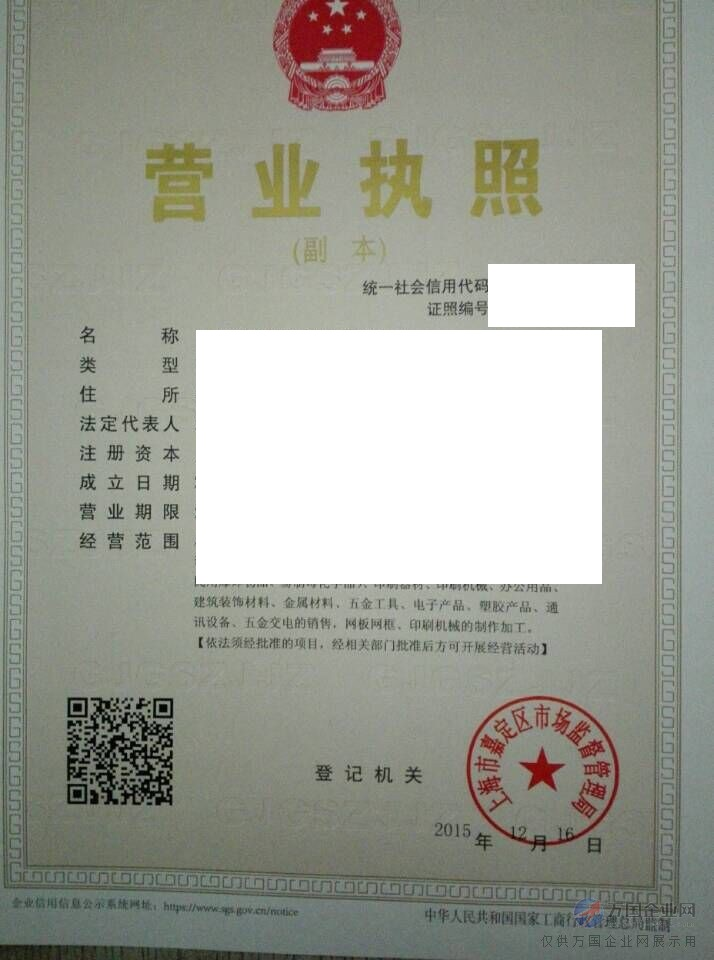 营业执照
(副 本)
统一社会信用代码
证照编号
名 称
类 型
住 所
法定代表人
注册资本
成立日期
营业期限
经营范围
印刷器材、印刷机械、办公用品、
建筑装饰材料、金属材料、五金工具、电子产品、塑胶产品、通
讯设备、五金交电的销售，网板网框、印刷机械的制作加工。
【依法须经批准的项目，经相关部门批准后方可开展经营活动】
上海市嘉定区市场监督管理局
登记机关
2015年 12月 16日
企业信用信息公示系统网址：https://www.sgs.gov.cn/notice
中华人民共和国国家工商行政管理总局监制
万国企业网
仅供万国企业网展示用